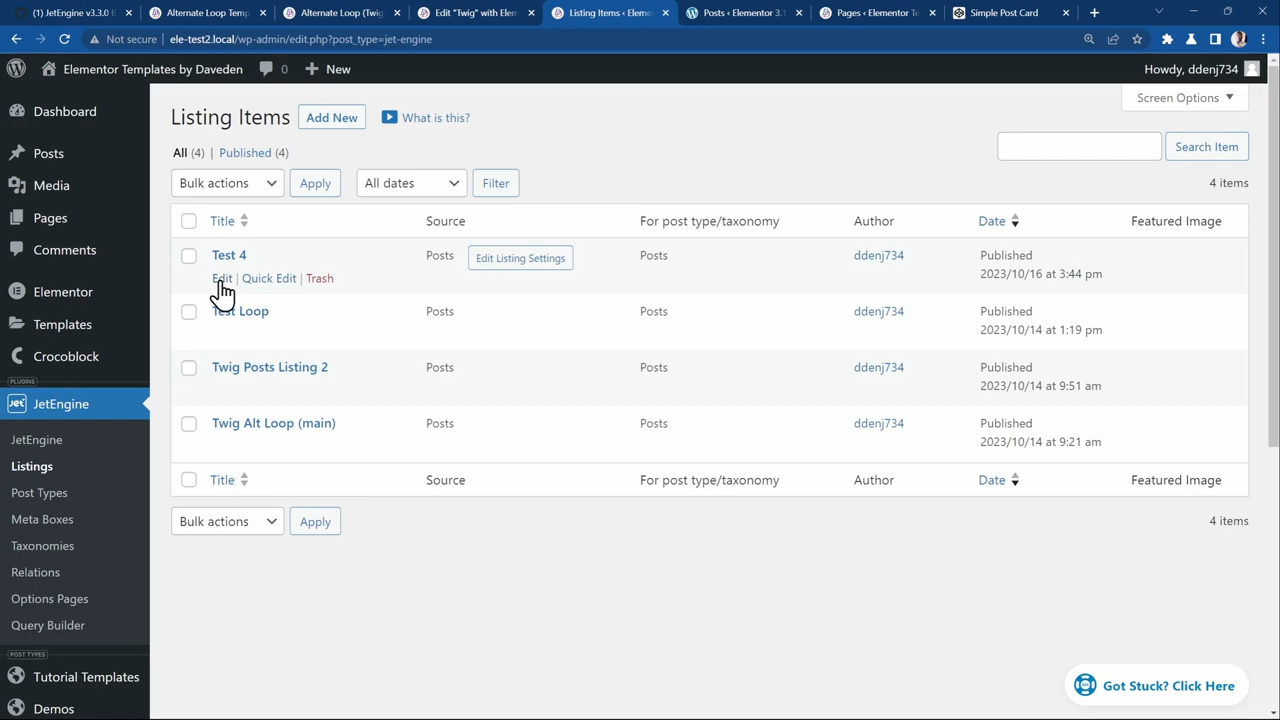 (1) JetEngine v3.3.0 B
Alternate Loop Temp
Alternate Loop (Twig
Edit "Twig" with Elem
Listing Items ‹ Eleme
Posts ‹ Elementor 3.1
Pages ‹ Elementor Te
Simple Post Card
Not secure | ele-test2.local/wp-admin/edit.php?post_type=jet-engine
Elementor Templates by Daveden 0 New Howdy, ddenj734
Dashboard
Posts
Media
Pages
Comments
Elementor
Templates
Crocoblock
PLUGINS
JetEngine
JetEngine
Listings
Post Types
Meta Boxes
Taxonomies
Relations
Options Pages
Query Builder
POST TYPES
Tutorial Templates
Demos
Screen Options
Listing Items Add New What is this?
All (4) | Published (4)
Search Item
Bulk actions Apply All dates Filter 4 items
Title Source For post type/taxonomy Author Date Featured Image
Test 4 Posts Edit Listing Settings Posts ddenj734 Published
Edit | Quick Edit | Trash 2023/10/16 at 3:44 pm
Test Loop Posts Posts ddenj734 Published
2023/10/14 at 1:19 pm
Twig Posts Listing 2 Posts Posts ddenj734 Published
2023/10/14 at 9:51 am
Twig Alt Loop (main) Posts Posts ddenj734 Published
2023/10/14 at 9:21 am
Title Source For post type/taxonomy Author Date Featured Image
Bulk actions Apply 4 items
Got Stuck? Click Here